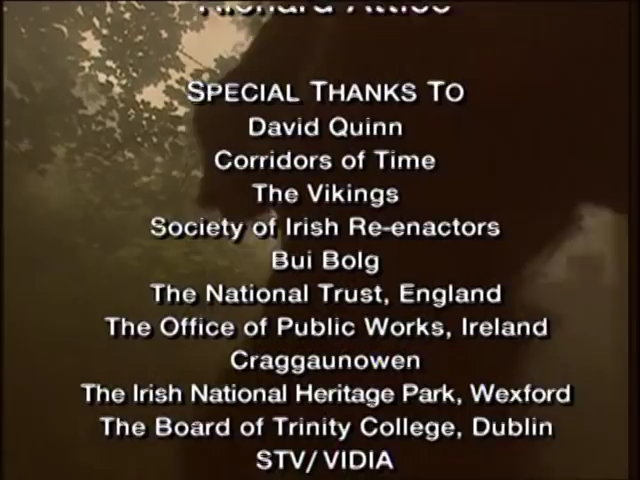 SPECIAL THANKS TO
David Quinn
Corridors of Time
The Vikings
Society of Irish Re-enactors
Bui Bolg
The National Trust, England
The Office of Public Works, Ireland
Craggaunowen
The Irish National Heritage Park, Wexford
The Board of Trinity College, Dublin
STV/VIDIA